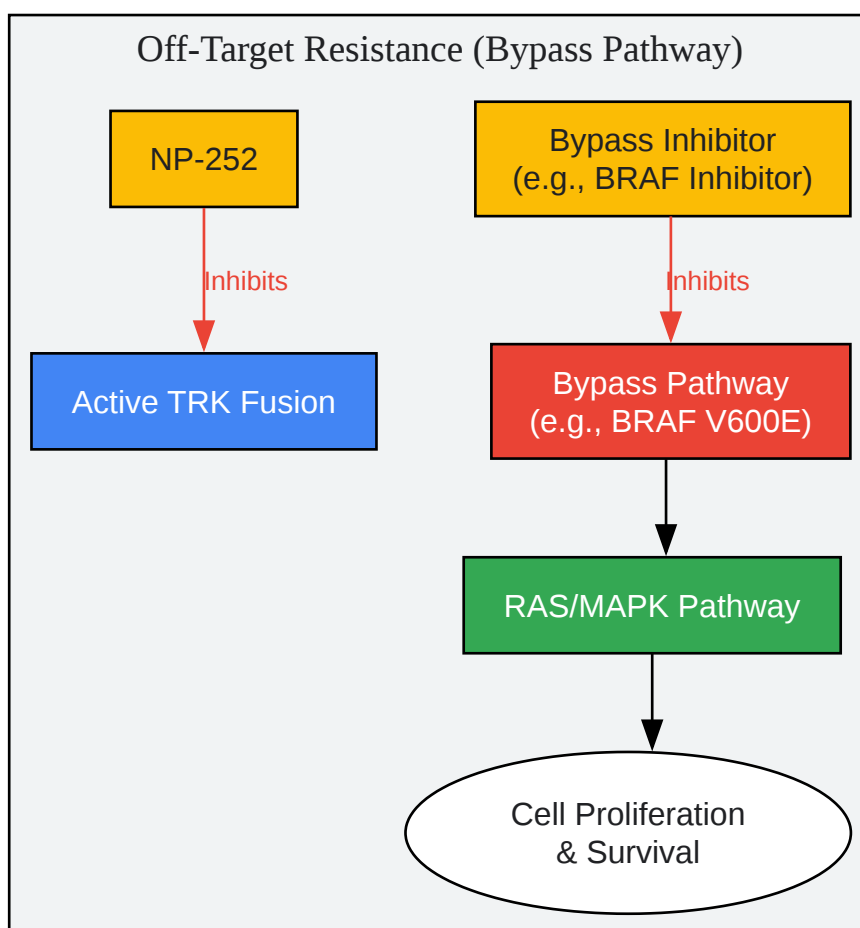 Off-Target Resistance (Bypass Pathway)
NP-252
Bypass Inhibitor
(e.g., BRAF Inhibitor)
Inhibits
Inhibits
Active TRK Fusion
Bypass Pathway
(e.g., BRAF V600E)
RAS/MAPK Pathway
Cell Proliferation
& Survival